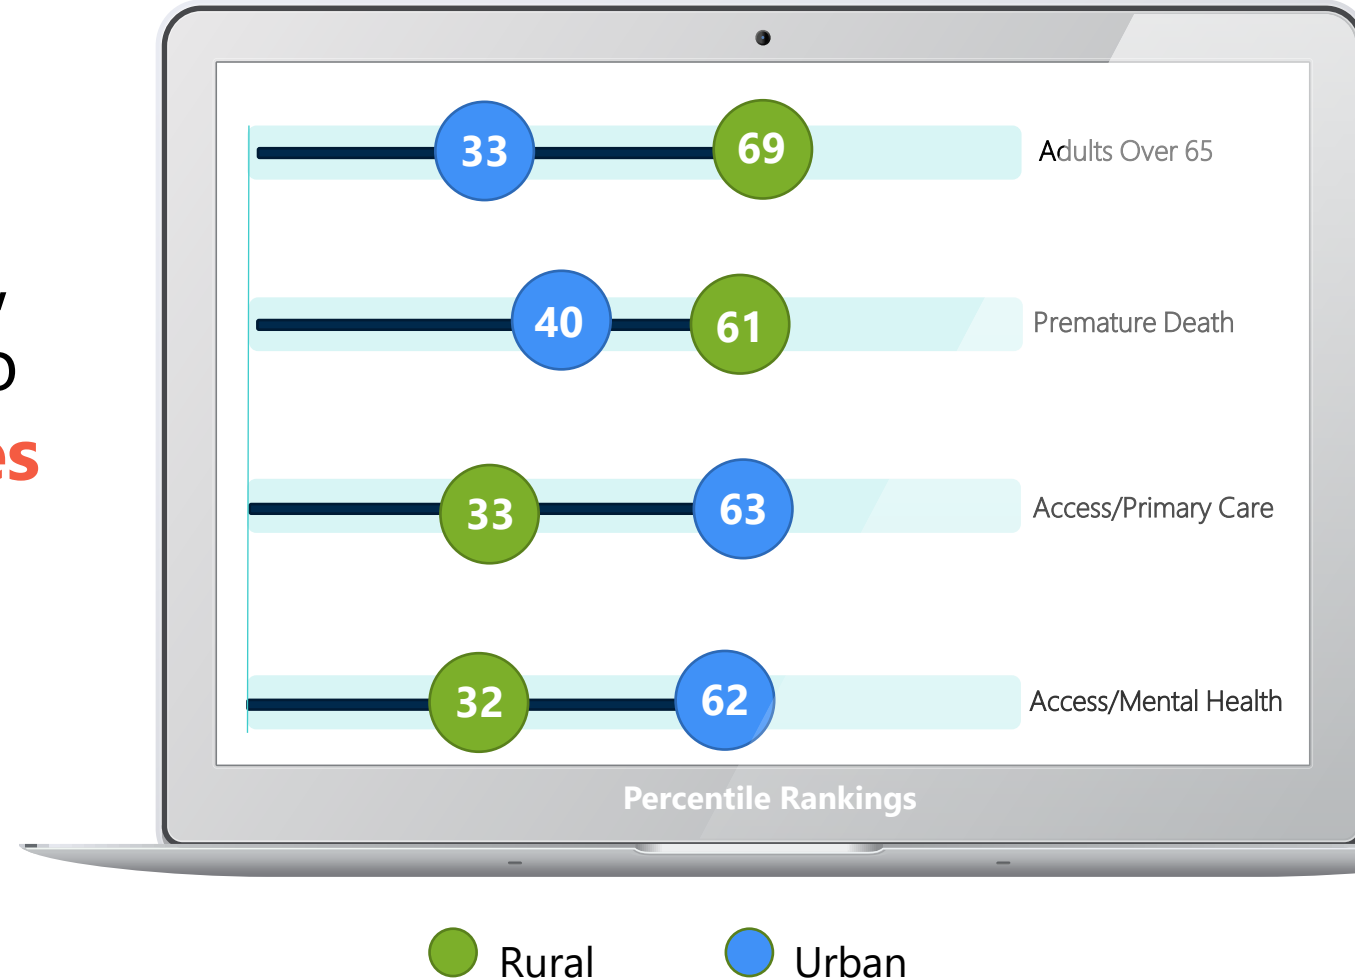 33 69 Adults Over 65
40 61 Premature Death
es
33 63 Access/Primary Care
32 62 Access/Mental Health
Percentile Rankings
Rural Urban